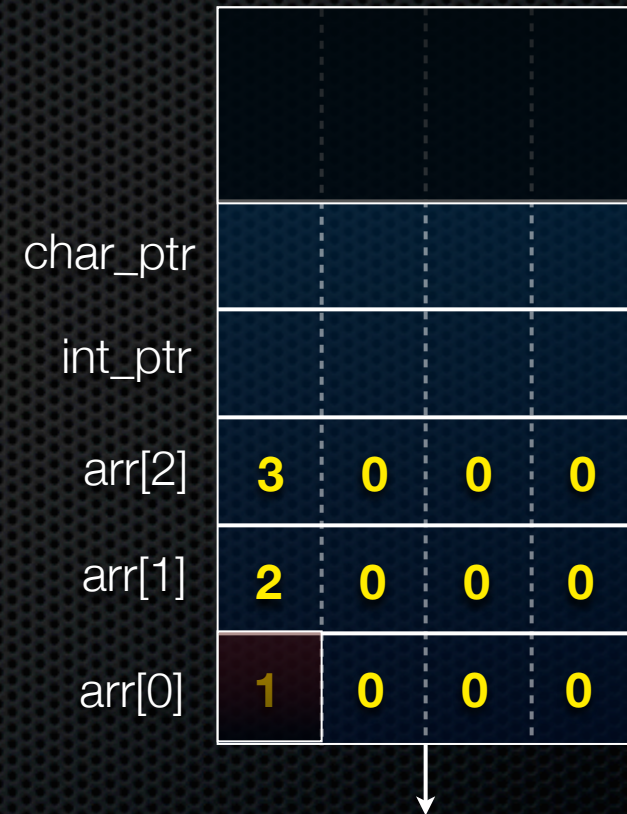 char_ptr
int_ptr
arr[2] 3 0 0 0
arr[1] 2 0 0 0
arr[0] 1 0 0 0